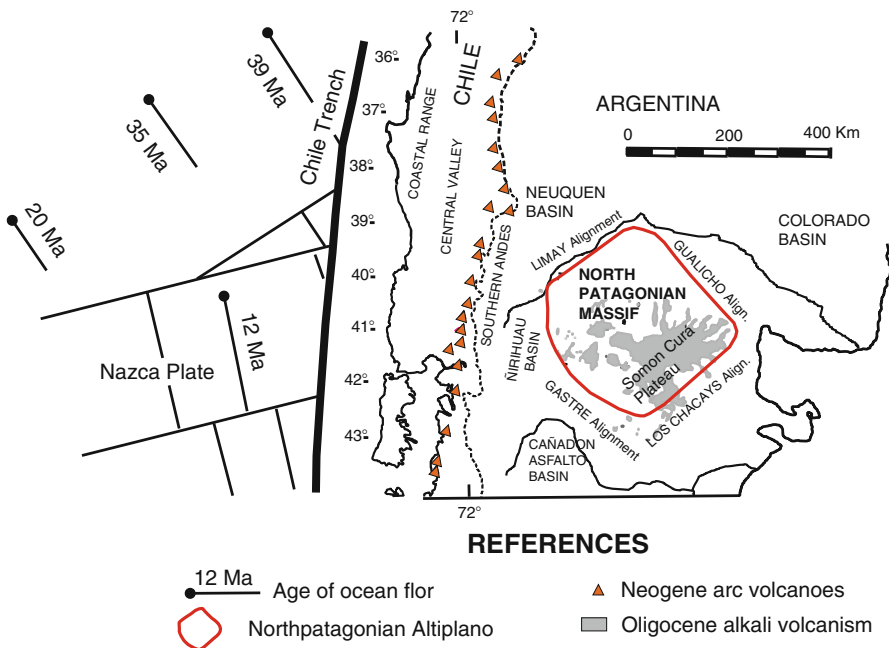 72°
36°
37°
38°
39°
40°
41°
42°
43°
39 Ma
35 Ma
20 Ma
12 Ma
Chile Trench
Nazca Plate
COASTAL RANGE
CENTRAL VALLEY
CHILE
SOUTHERN ANDES
ARGENTINA
0 200 400 Km
NEUQUEN
BASIN
COLORADO
BASIN
LIMAY Alignment
GUALICHO Align.
NORTH
PATAGONIAN
MASSIF
Somon Curá
Plateau
ÑIRIHUAU
BASIN
GASTRE Alignment
LOS CHACAYS Align.
CAÑADON
ASFALTO
BASIN
72°
REFERENCES
12 Ma
Age of ocean flor
Neogene arc volcanoes
Northpatagonian Altiplano
Oligocene alkali volcanism